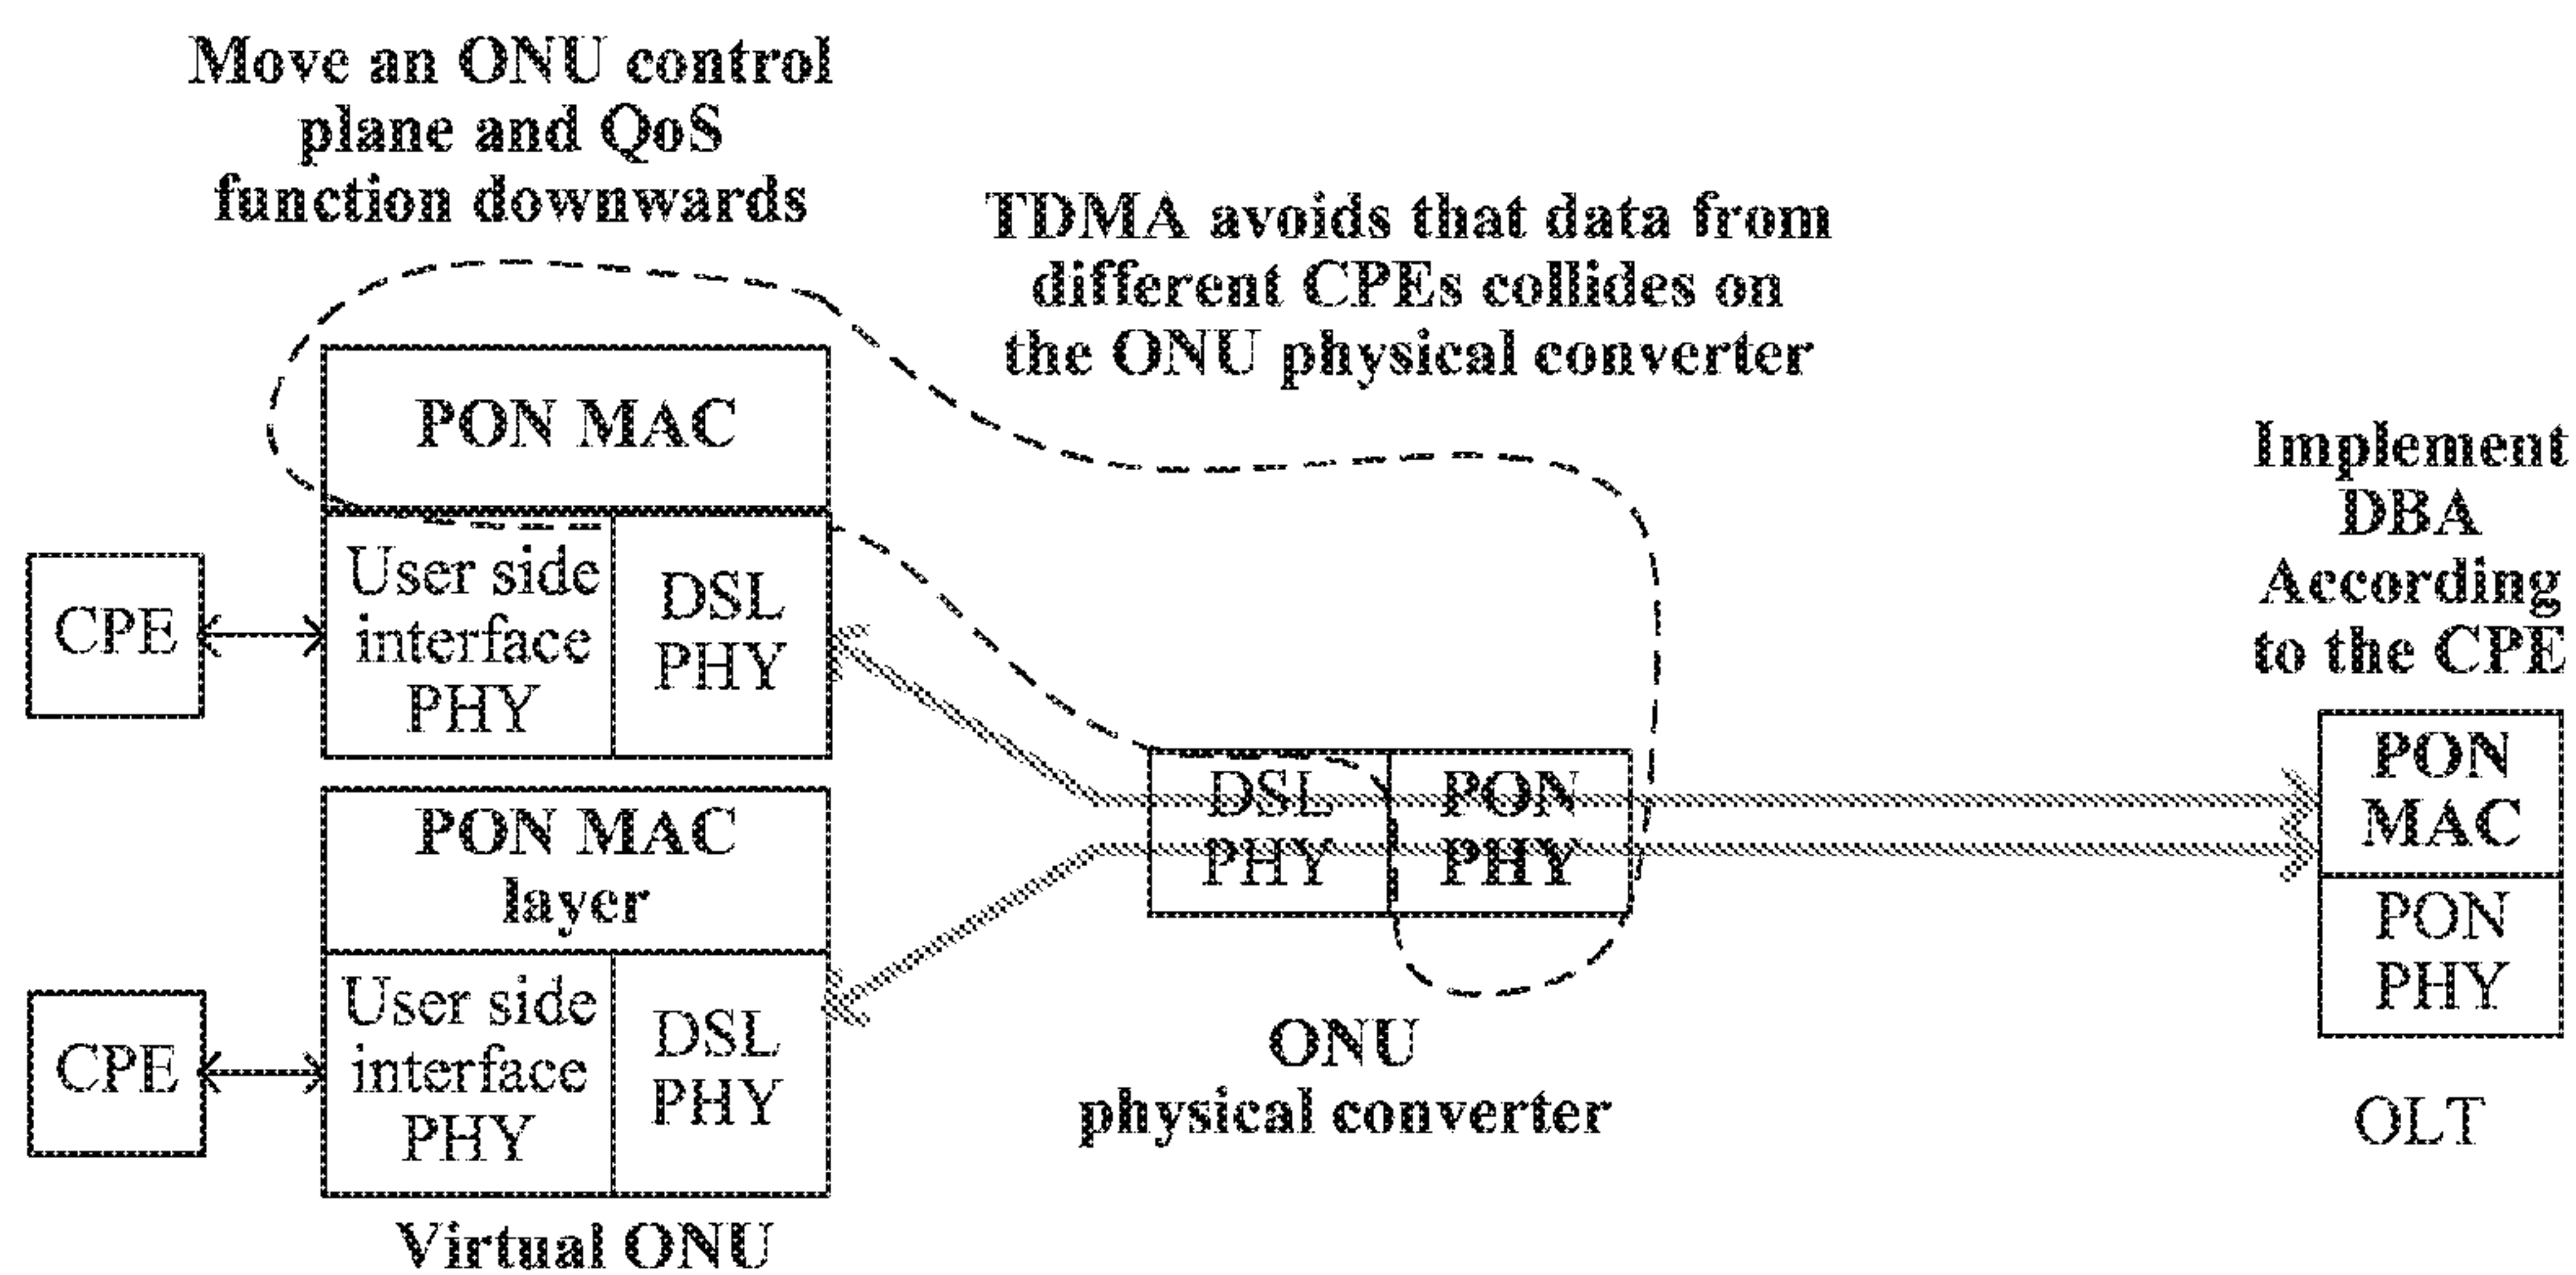 Move an ONU control
plane and QoS
function downwards
TDMA avoids that data from
different CPEs collides on
the ONU physical converter
Implement
DBA
According
to the CPE
PON MAC
User side
interface
PHY
DSL
PHY
CPE
PON MAC
layer
User side
interface
PHY
DSL
PHY
CPE
Virtual ONU
DSL
PHY
PON
PHY
ONU
physical converter
PON
MAC
PON
PHY
OLT